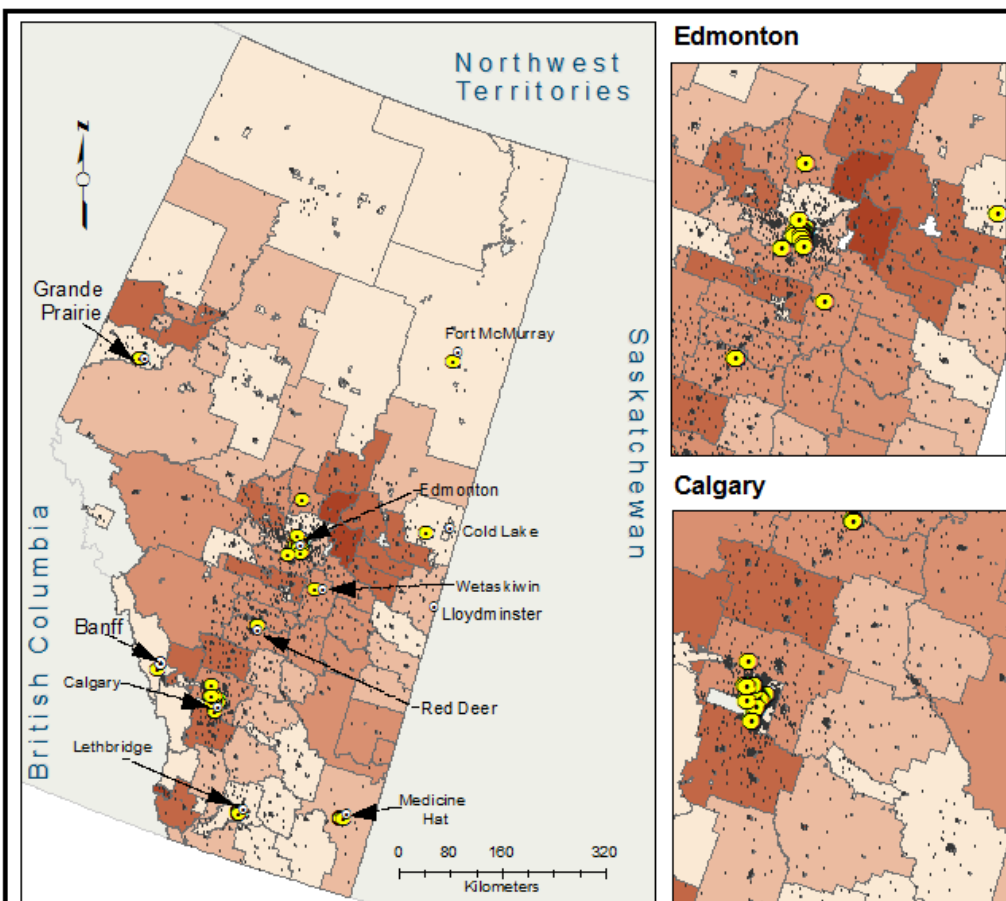 Edmonton
Northwest
Territories
N
Grande
Prairie
Fort McMurray
Saskatchewan
Edmonton
Cold Lake
Calgary
British Columbia
Wetaskiwin
Lloydminster
Banff
Calgary
Red Deer
Lethbridge
Medicine
Hat
0 80 160 320
Kilometers